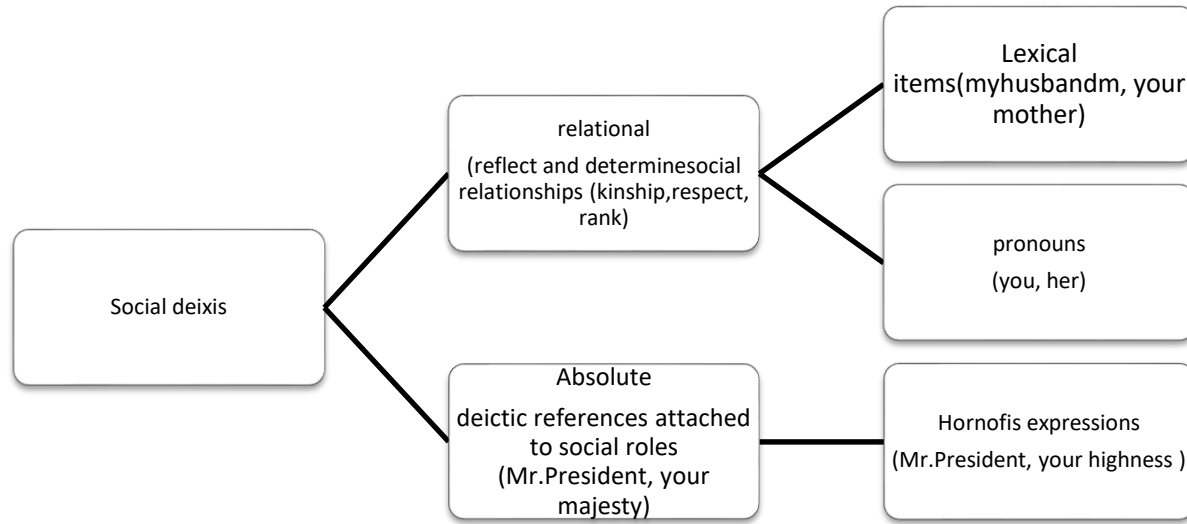 Social deixis
relational
(reflect and determinesocial
relationships (kinship,respect,
rank)
Absolute
deictic references attached
to social roles
(Mr.President, your
majesty)
Lexical
items(myhusbandm, your
mother)
pronouns
(you, her)
Hornofis expressions
(Mr.President, your highness )